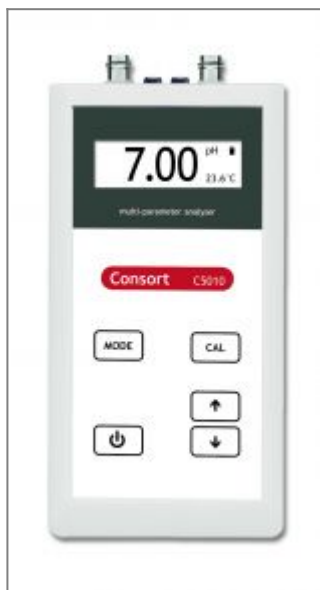 7.00 pH
23.6°C
multi-parameter analyser
Consort C5010
MODE CAL